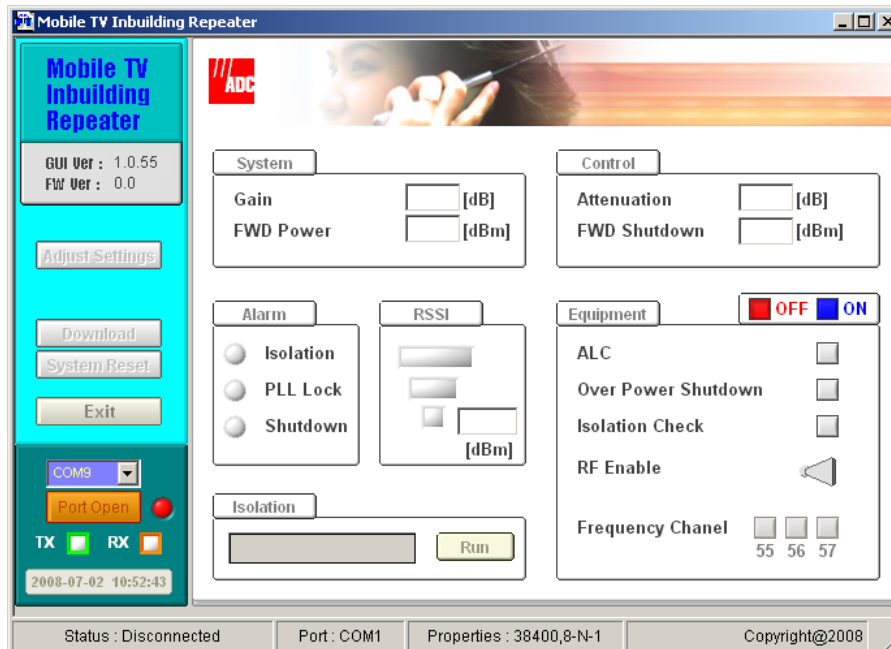 Mobile TV Inbuilding Repeater
Mobile TV
Inbuilding
Repeater
GUI Ver : 1.0.55
FW Ver : 0.0
Adjust Settings
Download
System Reset
Exit
COM9
Port Open
TX RX
2008-07-02 10:52:43
ADC
System
Gain [dB]
FWD Power [dBm]
Control
Attenuation [dB]
FWD Shutdown [dBm]
Alarm
Isolation
PLL Lock
Shutdown
RSSI
[dBm]
Equipment
OFF ON
ALC
Over Power Shutdown
Isolation Check
RF Enable
Frequency Chanel
55 56 57
Isolation
Run
Status : Disconnected Port : COM1 Properties : 38400,8-N-1 Copyright@2008